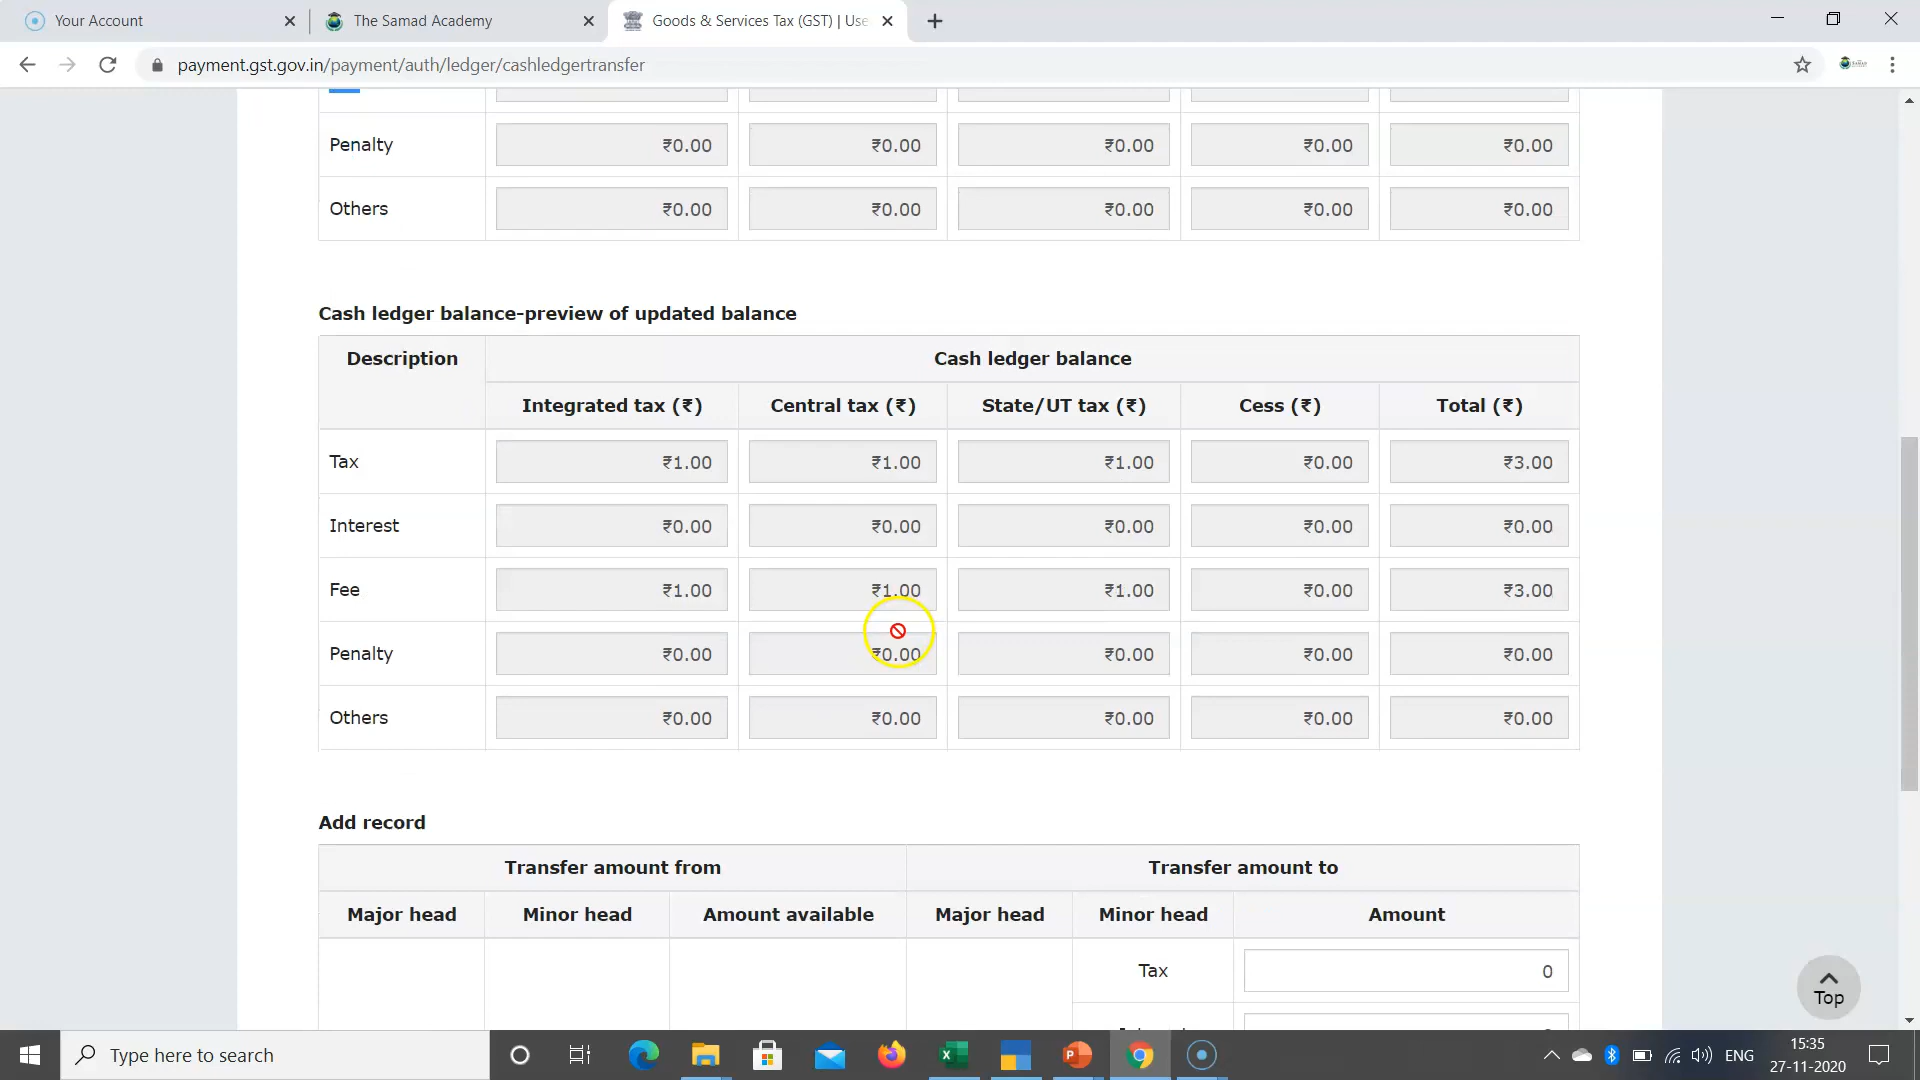 Your Account
The Samad Academy
Goods & Services Tax (GST) | Use
payment.gst.gov.in/payment/auth/ledger/cashledgertransfer
Penalty ₹0.00 ₹0.00 ₹0.00 ₹0.00 ₹0.00
Others ₹0.00 ₹0.00 ₹0.00 ₹0.00 ₹0.00
Cash ledger balance-preview of updated balance
Description Cash ledger balance
Integrated tax (₹) Central tax (₹) State/UT tax (₹) Cess (₹) Total (₹)
Tax ₹1.00 ₹1.00 ₹1.00 ₹0.00 ₹3.00
Interest ₹0.00 ₹0.00 ₹0.00 ₹0.00 ₹0.00
Fee ₹1.00 ₹1.00 ₹1.00 ₹0.00 ₹3.00
Penalty ₹0.00 ₹0.00 ₹0.00 ₹0.00 ₹0.00
Others ₹0.00 ₹0.00 ₹0.00 ₹0.00 ₹0.00
Add record
Transfer amount from Transfer amount to
Major head Minor head Amount available Major head Minor head Amount
Tax 0
Top
Type here to search
ENG
15:35
27-11-2020